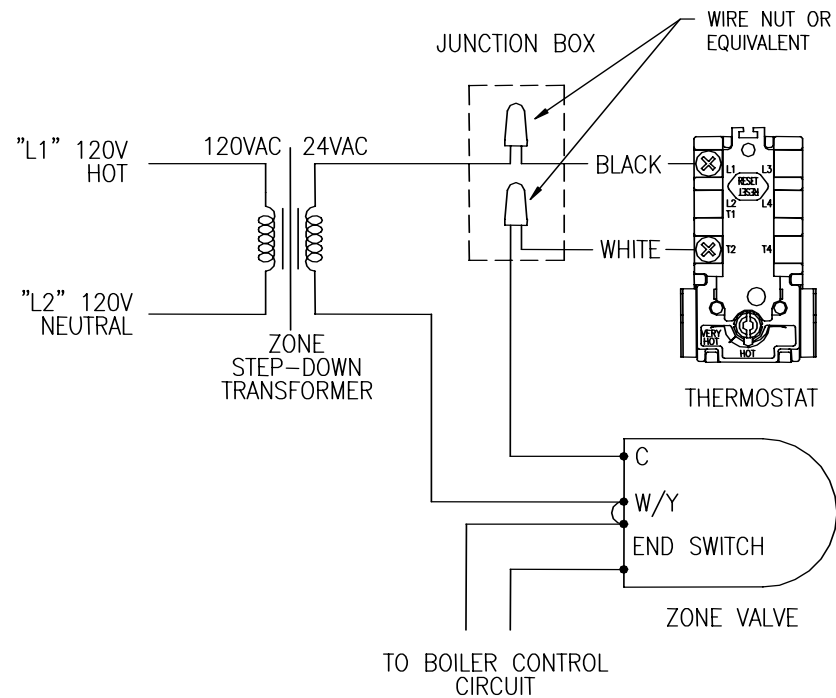 WIRE NUT OR
EQUIVALENT
JUNCTION BOX
"L1" 120V
HOT
120VAC
24VAC
BLACK
L1
L3
RESET
RESET
L2
L4
T1
WHITE
T2
T4
"L2" 120V
NEUTRAL
ZONE
STEP-DOWN
TRANSFORMER
VERY
HOT
HOT
THERMOSTAT
C
W/Y
END SWITCH
ZONE VALVE
TO BOILER CONTROL
CIRCUIT